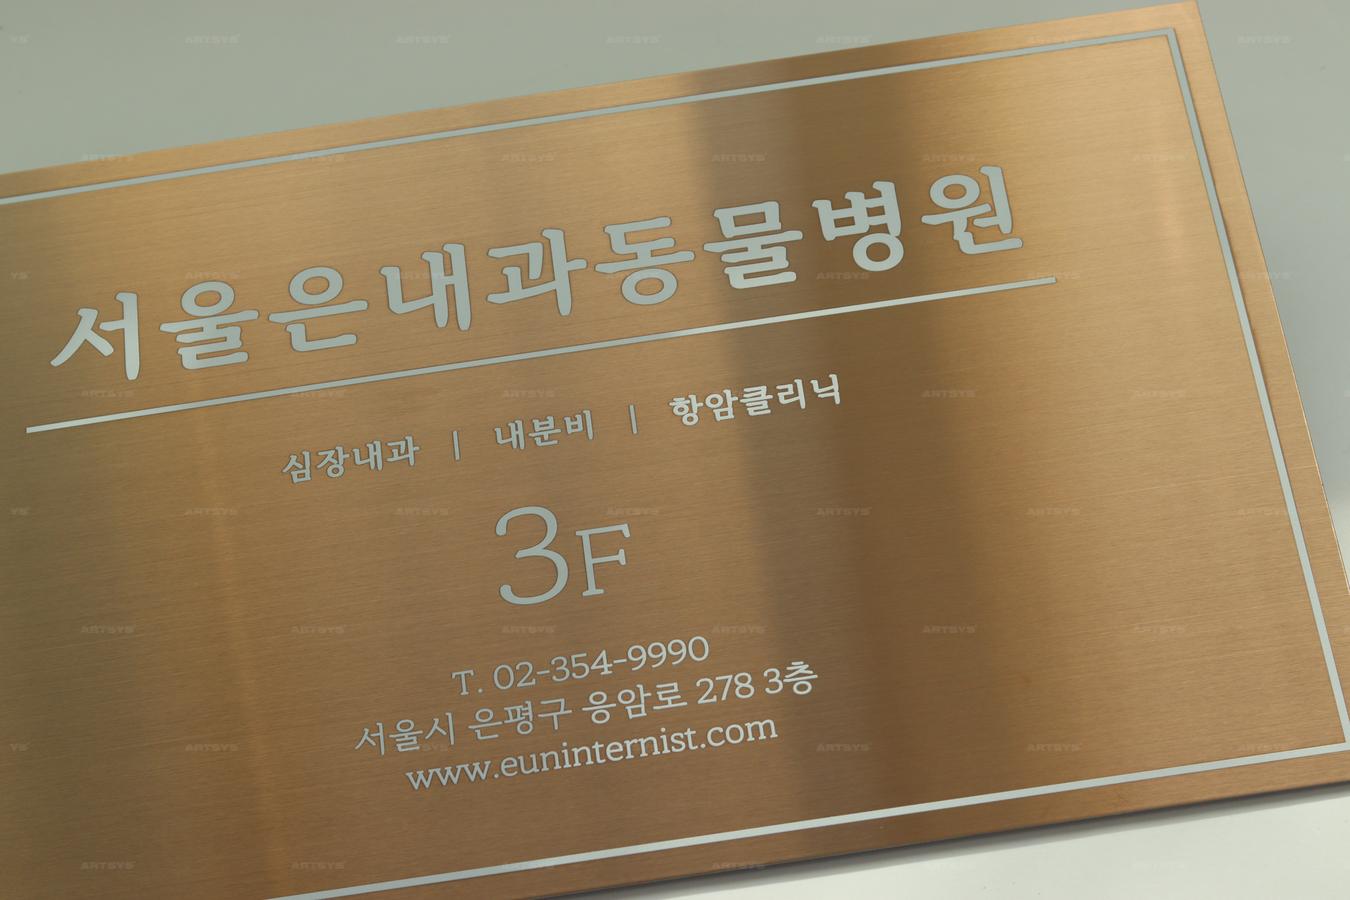 서울은내과동물병원
심장내과 | 내분비 | 항암클리닉
3F
T. 02-354-9990
서울시 은평구 응암로 278 3층
www.euninternist.com
ARTSYS